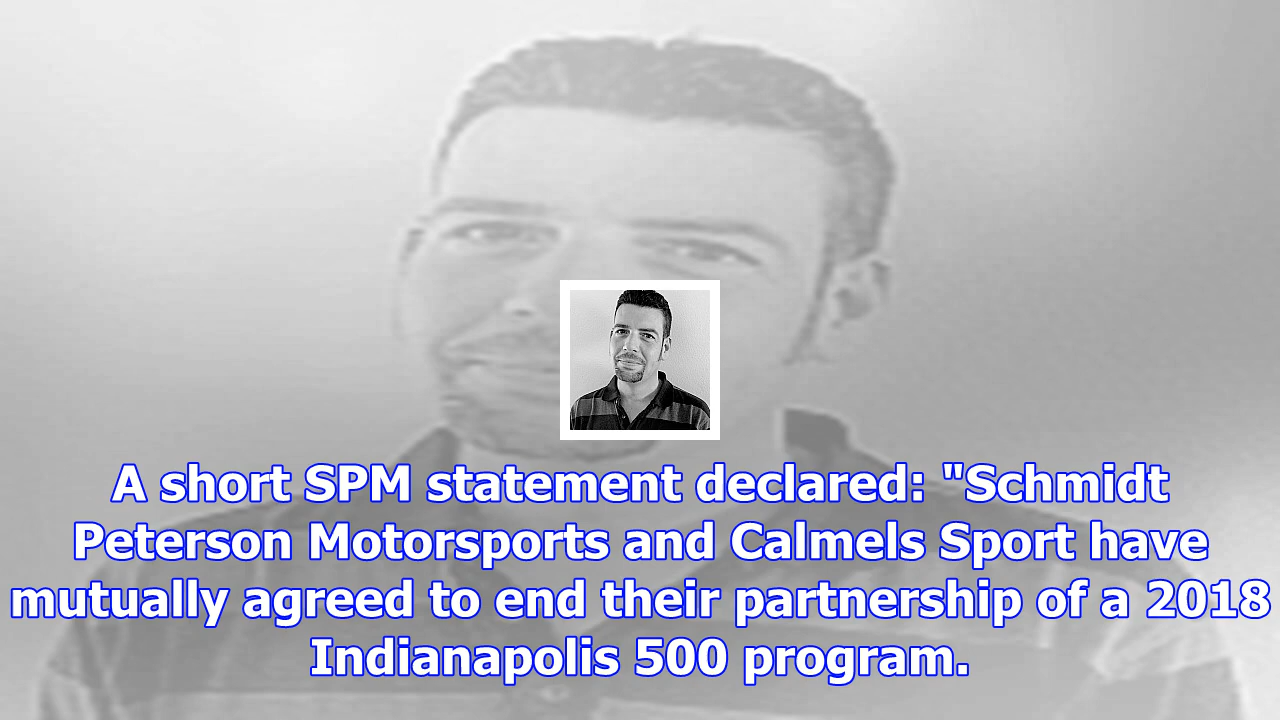 A short SPM statement declared: "Schmidt
Peterson Motorsports and Calmels Sport have
mutually agreed to end their partnership of a 2018
Indianapolis 500 program.